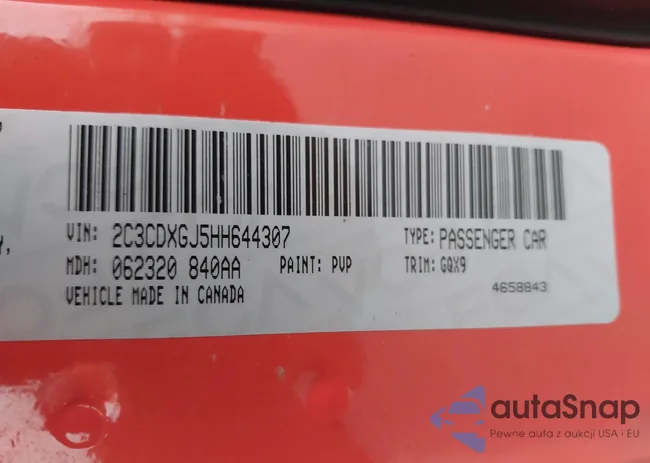 VIN: 2C3CDXGJ5HH644307 TYPE: PASSENGER CAR
MDH: 062320 840AA PAINT: PVP TRIM: GQX9
VEHICLE MADE IN CANADA 4658843
autaSnap
Pewne auta z aukcji USA i EU